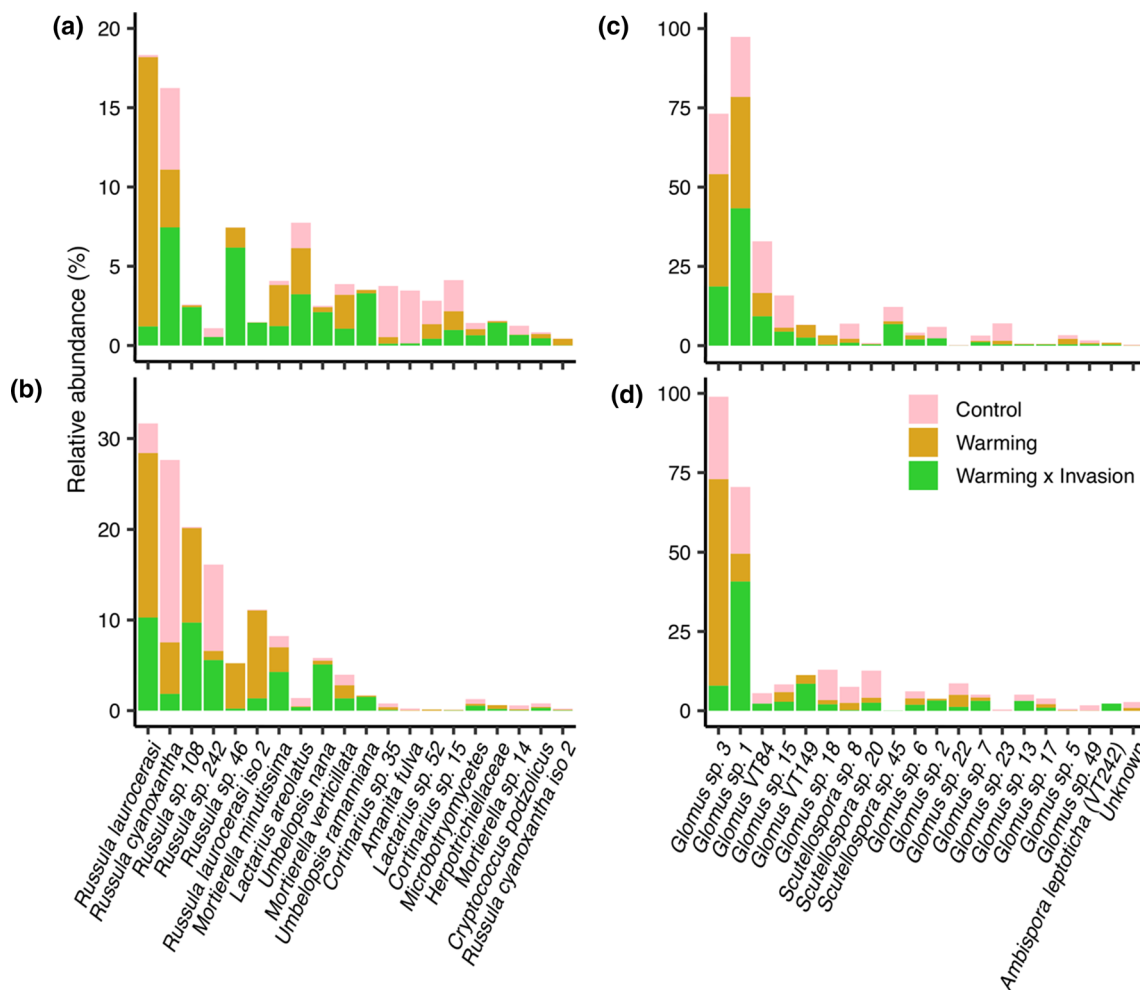 (a)
20
15
10
5
0
(c)
100
75
50
25
0
Relative abundance (%)
(b)
30
20
10
0
(d)
100
75
50
25
0
Control
Warming
Warming x Invasion
Russula laurocerasi
Russula cyanoxantha
Russula sp. 108
Russula sp. 242
Russula sp. 46
Russula laurocerasi iso 2
Mortierella minutissima
Lactarius areolatus
Umbelopsis nana
Mortierella verticillata
Umbelopsis ramanniana
Cortinarius sp. 35
Amanita fulva
Lactarius sp. 52
Cortinarius sp. 15
Microbotryomycetes
Herpotrichiellaceae
Mortierella sp. 14
Cryptococcus podzolicus
Russula cyanoxantha iso 2
Glomus sp. 3
Glomus sp. 1
Glomus VT84
Glomus sp. 15
Glomus VT149
Glomus sp. 18
Scutellospora sp. 8
Scutellospora sp. 20
Scutellospora sp. 45
Glomus sp. 6
Glomus sp. 2
Glomus sp. 22
Glomus sp. 7
Glomus sp. 23
Glomus sp. 13
Glomus sp. 17
Glomus sp. 5
Glomus sp. 49
Ambispora leptoticha (VT242)
Unknown